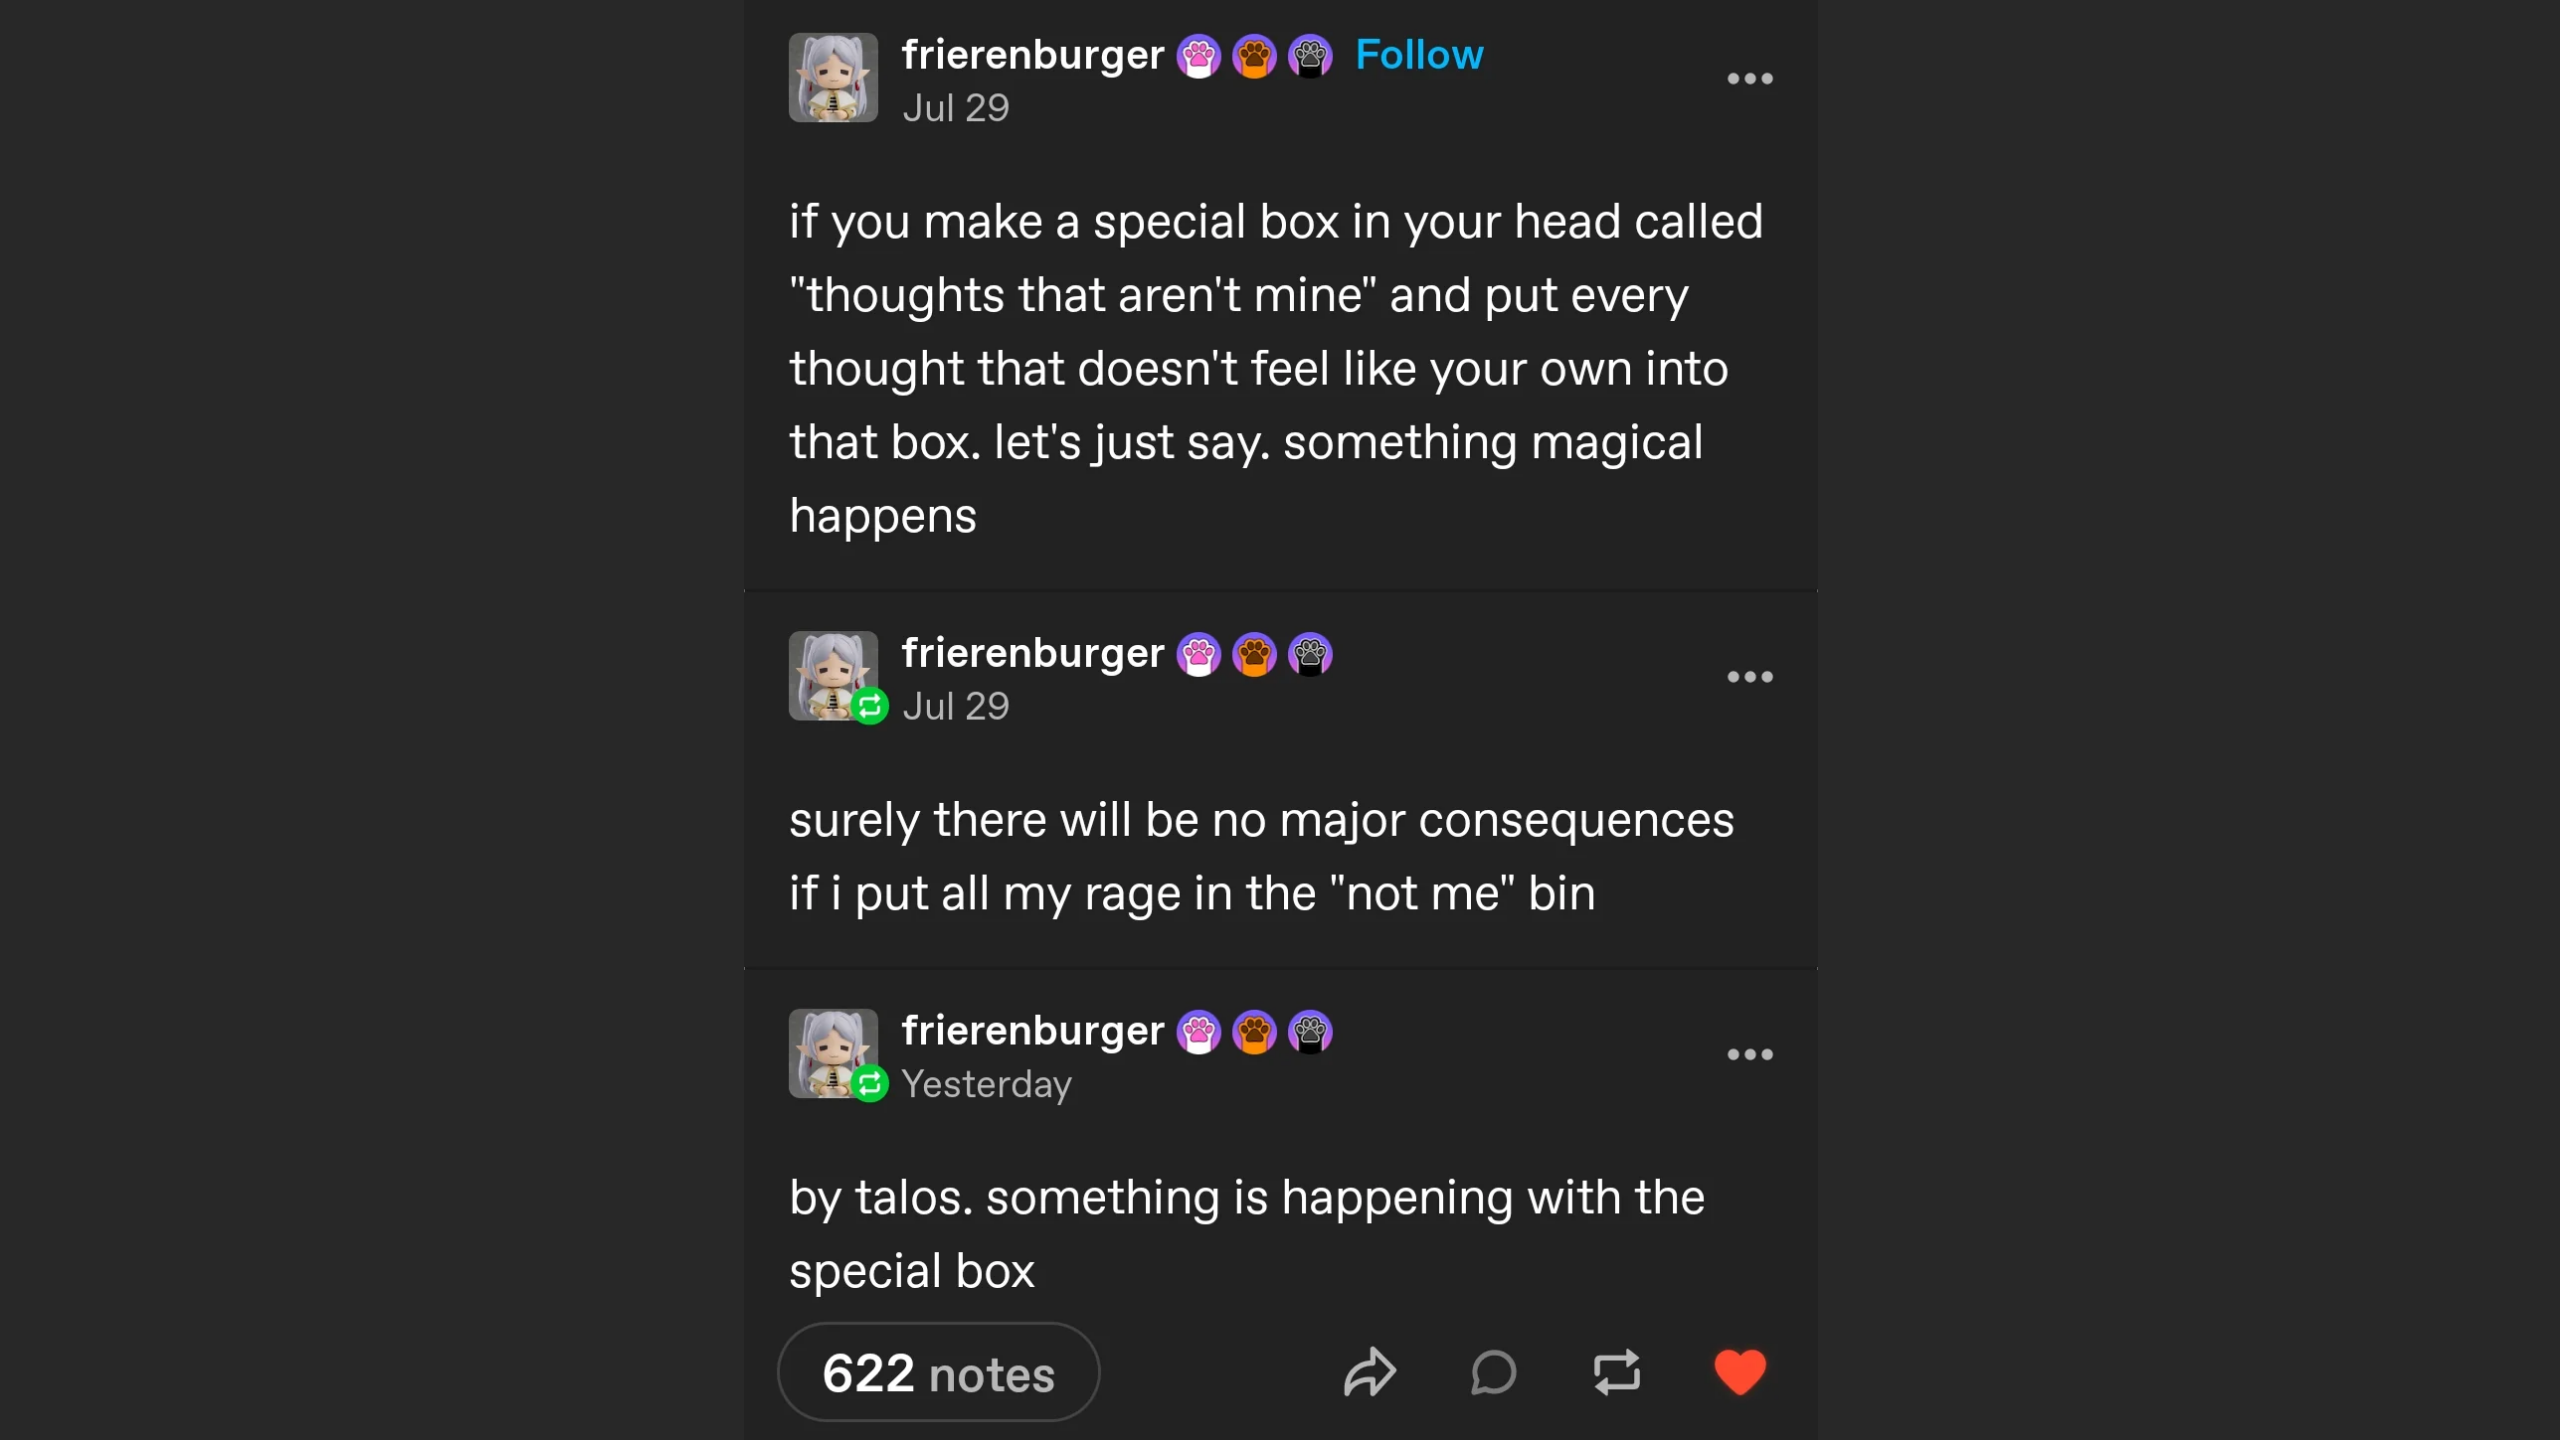 frierenburger Follow
Jul 29
if you make a special box in your head called
"thoughts that aren't mine" and put every
thought that doesn't feel like your own into
that box. let's just say. something magical
happens
frierenburger
Jul 29
surely there will be no major consequences
if i put all my rage in the "not me" bin
frierenburger
Yesterday
by talos. something is happening with the
special box
622 notes